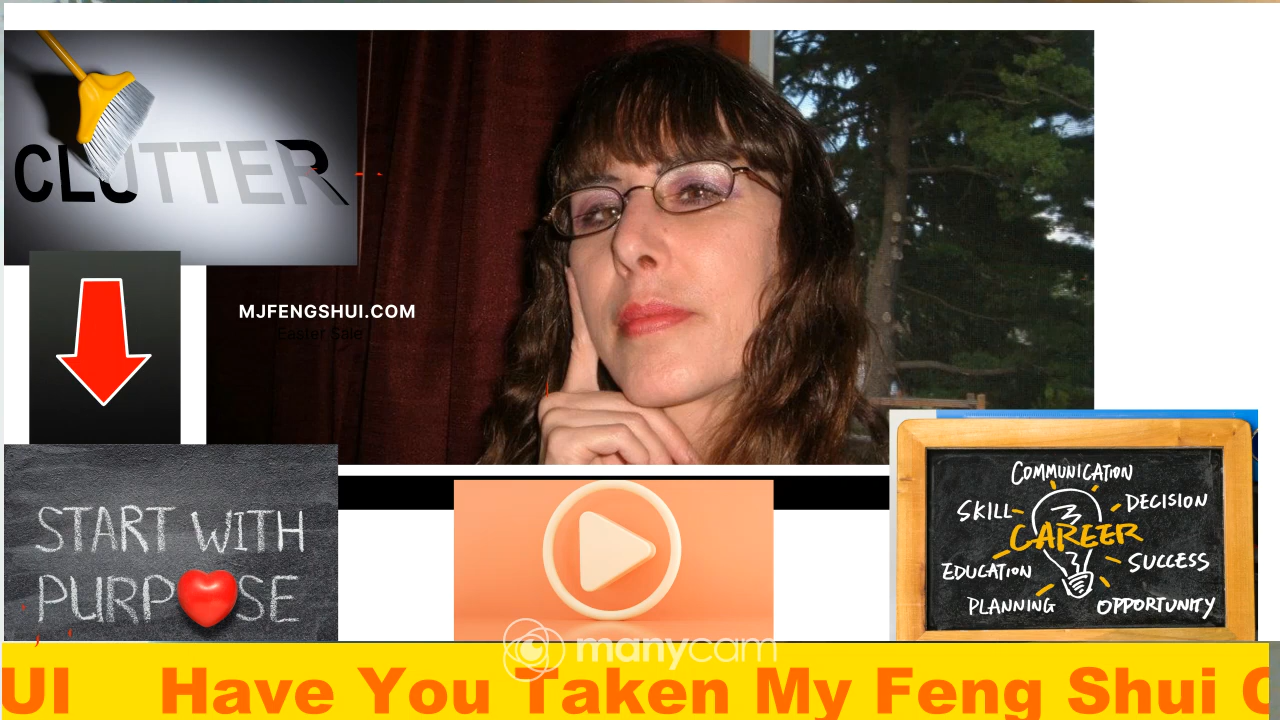 CLUTTER
MJFENGSHUI.COM
Easter Sale
START WITH
PURPOSE
COMMUNICATION
SKILL
DECISION
CAREER
EDUCATION
SUCCESS
PLANNING
OPPORTUNITY
manycam
UI Have You Taken My Feng Shui